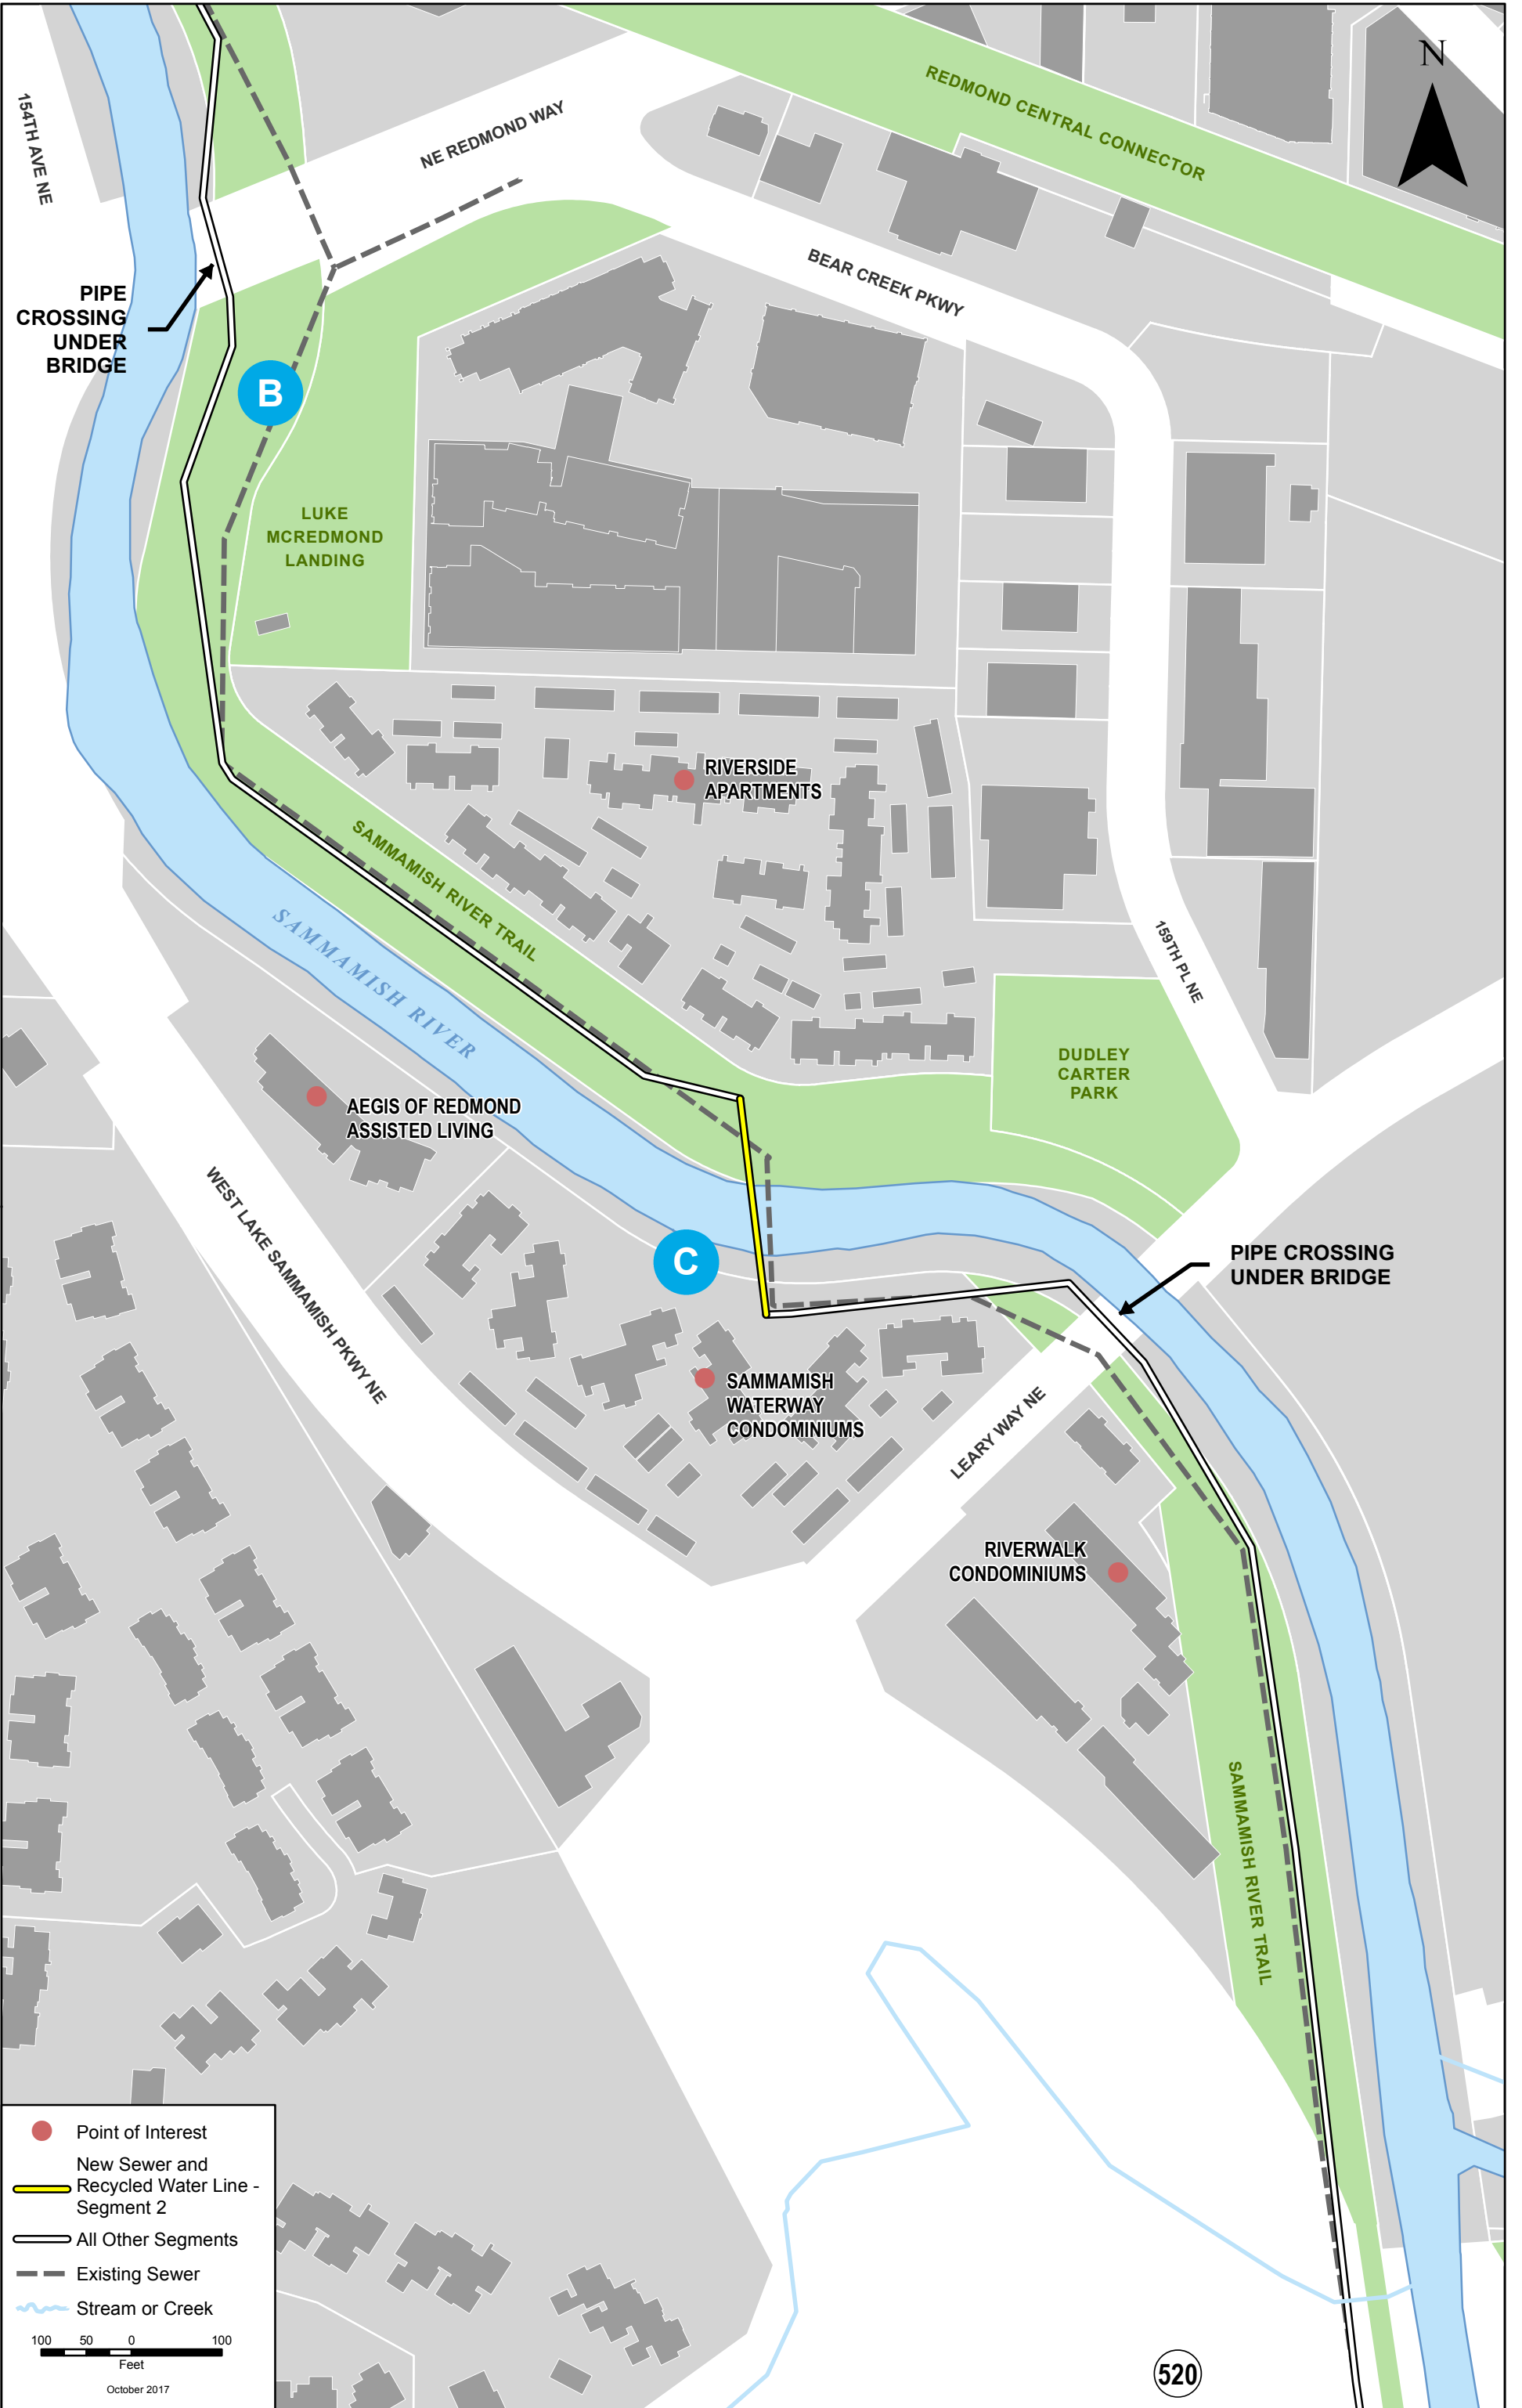 N
REDMOND CENTRAL CONNECTOR
154TH AVE NE
NE REDMOND WAY
BEAR CREEK PKWY
PIPE
CROSSING
UNDER
BRIDGE
B
LUKE
MCREDMOND
LANDING
RIVERSIDE
APARTMENTS
SAMMAMISH RIVER TRAIL
SAMMAMISH RIVER
159TH PL NE
DUDLEY
CARTER
PARK
AEGIS OF REDMOND
ASSISTED LIVING
WEST LAKE SAMMAMISH PKWY NE
C
PIPE CROSSING
UNDER BRIDGE
SAMMAMISH
WATERWAY
CONDOMINIUMS
LEARY WAY NE
RIVERWALK
CONDOMINIUMS
SAMMAMISH RIVER TRAIL
Point of Interest
New Sewer and
Recycled Water Line -
Segment 2
All Other Segments
Existing Sewer
Stream or Creek
100 50 0 100
Feet
October 2017
520